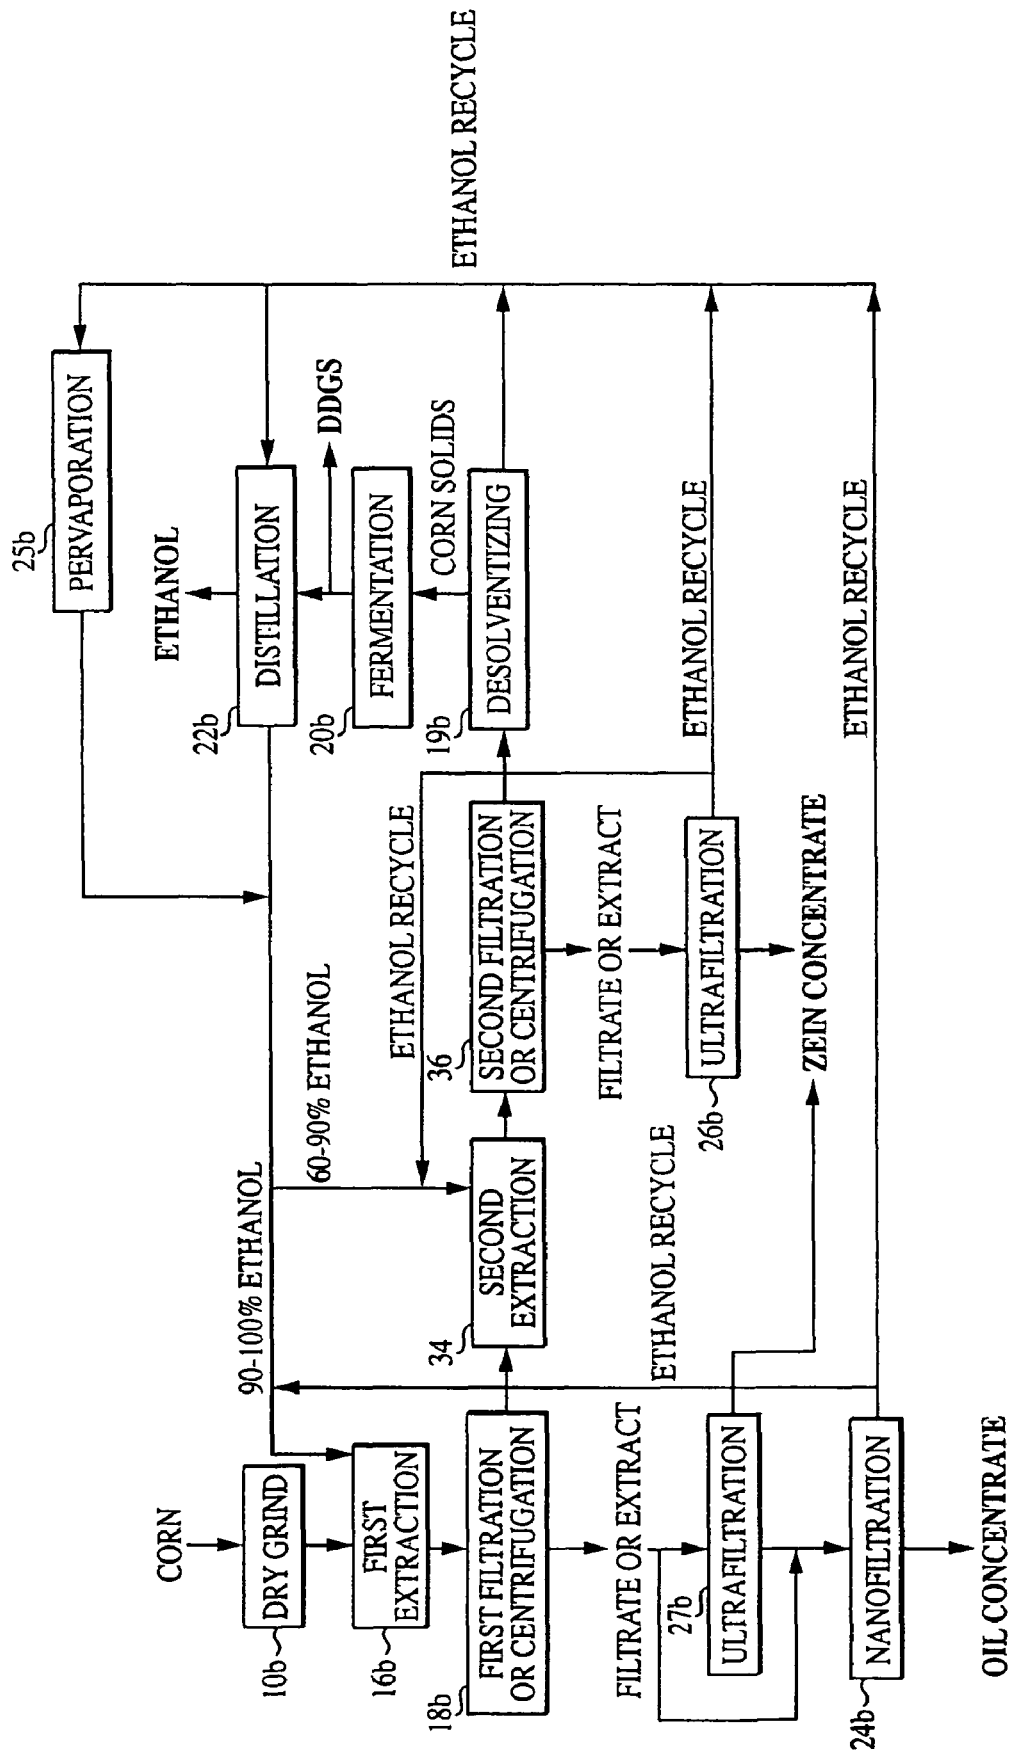 CORN
10b
DRY GRIND
16b
FIRST
EXTRACTION
18b
FIRST FILTRATION
OR CENTRIFUGATION
FILTRATE OR EXTRACT
27b
ULTRAFILTRATION
24b
NANOFILTRATION
OIL CONCENTRATE
90-100% ETHANOL
60-90% ETHANOL
34
SECOND
EXTRACTION
ETHANOL RECYCLE
ETHANOL RECYCLE
36
SECOND FILTRATION
OR CENTRIFUGATION
FILTRATE OR EXTRACT
26b
ULTRAFILTRATION
ZEIN CONCENTRATE
25b
PERVAPORATION
ETHANOL
22b
DISTILLATION
20b
FERMENTATION
DDGS
CORN SOLIDS
19b
DESOLVENTIZING
ETHANOL RECYCLE
ETHANOL RECYCLE
ETHANOL RECYCLE